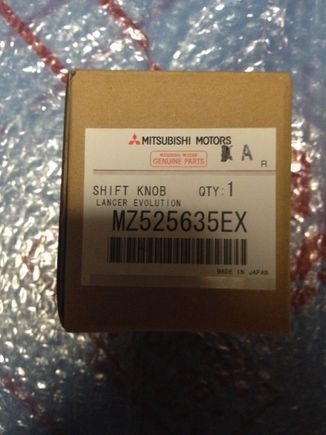 MITSUBISHI MOTORS
MITSUBISHI MOTORS
GENUINE PARTS
A
R
SHIFT KNOB QTY:1
LANCER EVOLUTION
MZ525635EX
MADE IN JAPAN